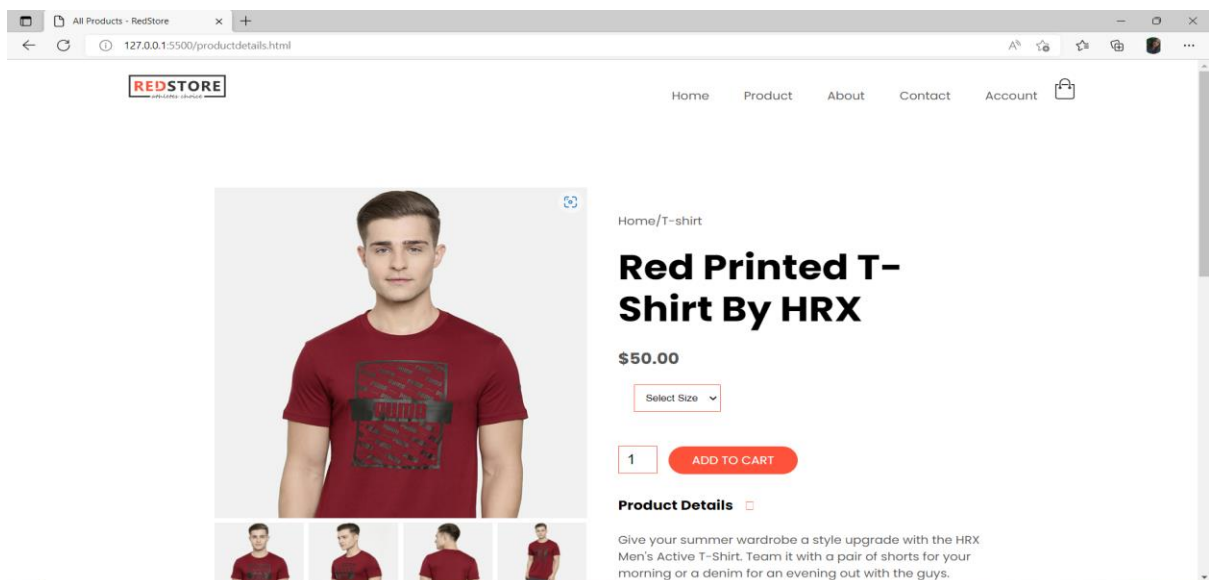 All Products - RedStore
127.0.0.1:5500/productdetails.html
REDSTORE
Home Product About Contact Account
Home/T-shirt
Red Printed T-
Shirt By HRX
$50.00
Select Size
1 ADD TO CART
PUMA
Product Details
Give your summer wardrobe a style upgrade with the HRX
Men's Active T-Shirt. Team it with a pair of shorts for your
morning or a denim for an evening out with the guys.